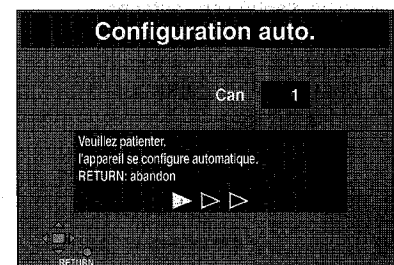 Configuration auto.
Can 1
Veuillez patienter.
l'appareil se configure automatique.
RETURN: abandon
RETURN